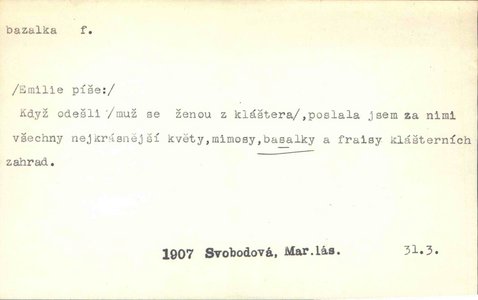 bazalka f.
/Emilie píše:/
Když odešli /muž se ženou z kláštera/,poslala jsem za nimi
všechny nejkrásnější květy,mimosy,basalky a fraisy klášterních
zahrad.
1907 Svobodová, Mar.lás. 31.3.